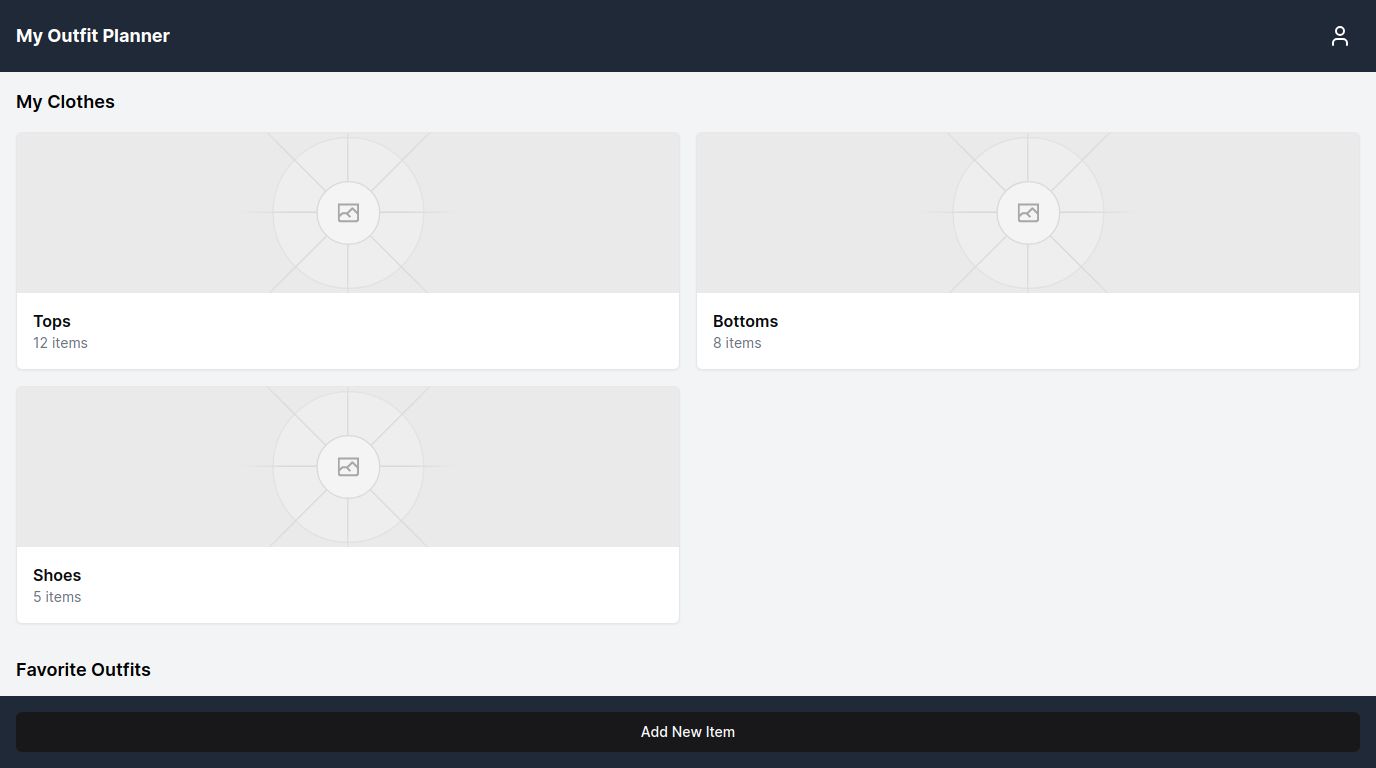 My Outfit Planner
My Clothes
Tops
12 items
Bottoms
8 items
Shoes
5 items
Favorite Outfits
Add New Item